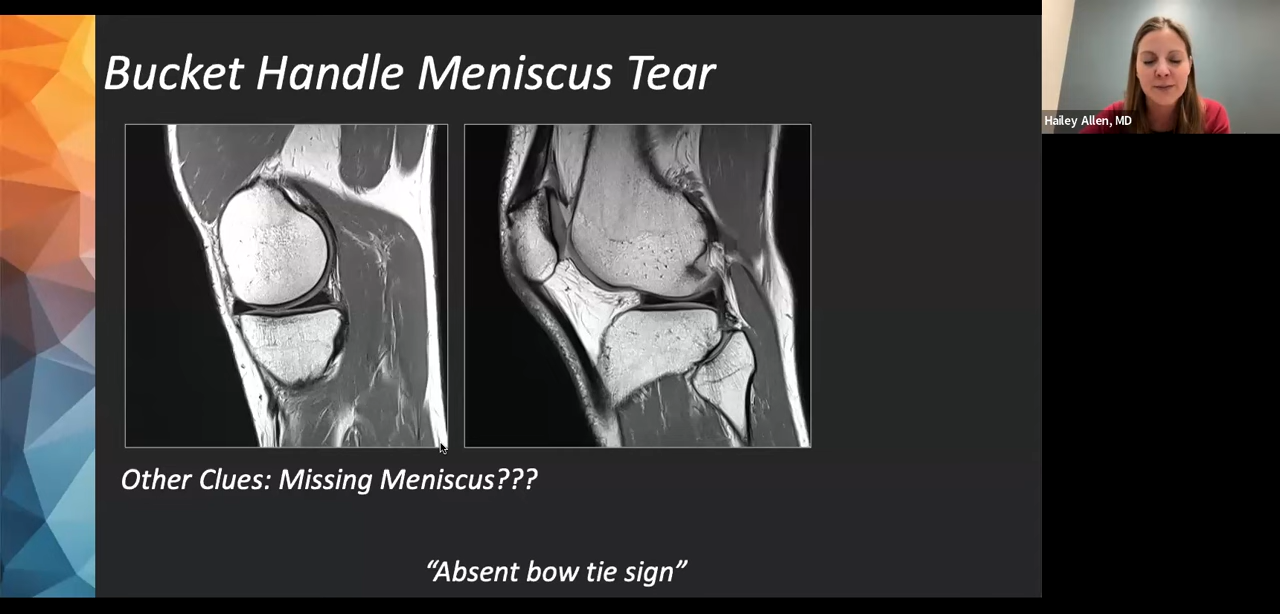 Bucket Handle Meniscus Tear
Hailey Allen, MD
Other Clues: Missing Meniscus???
“Absent bow tie sign”